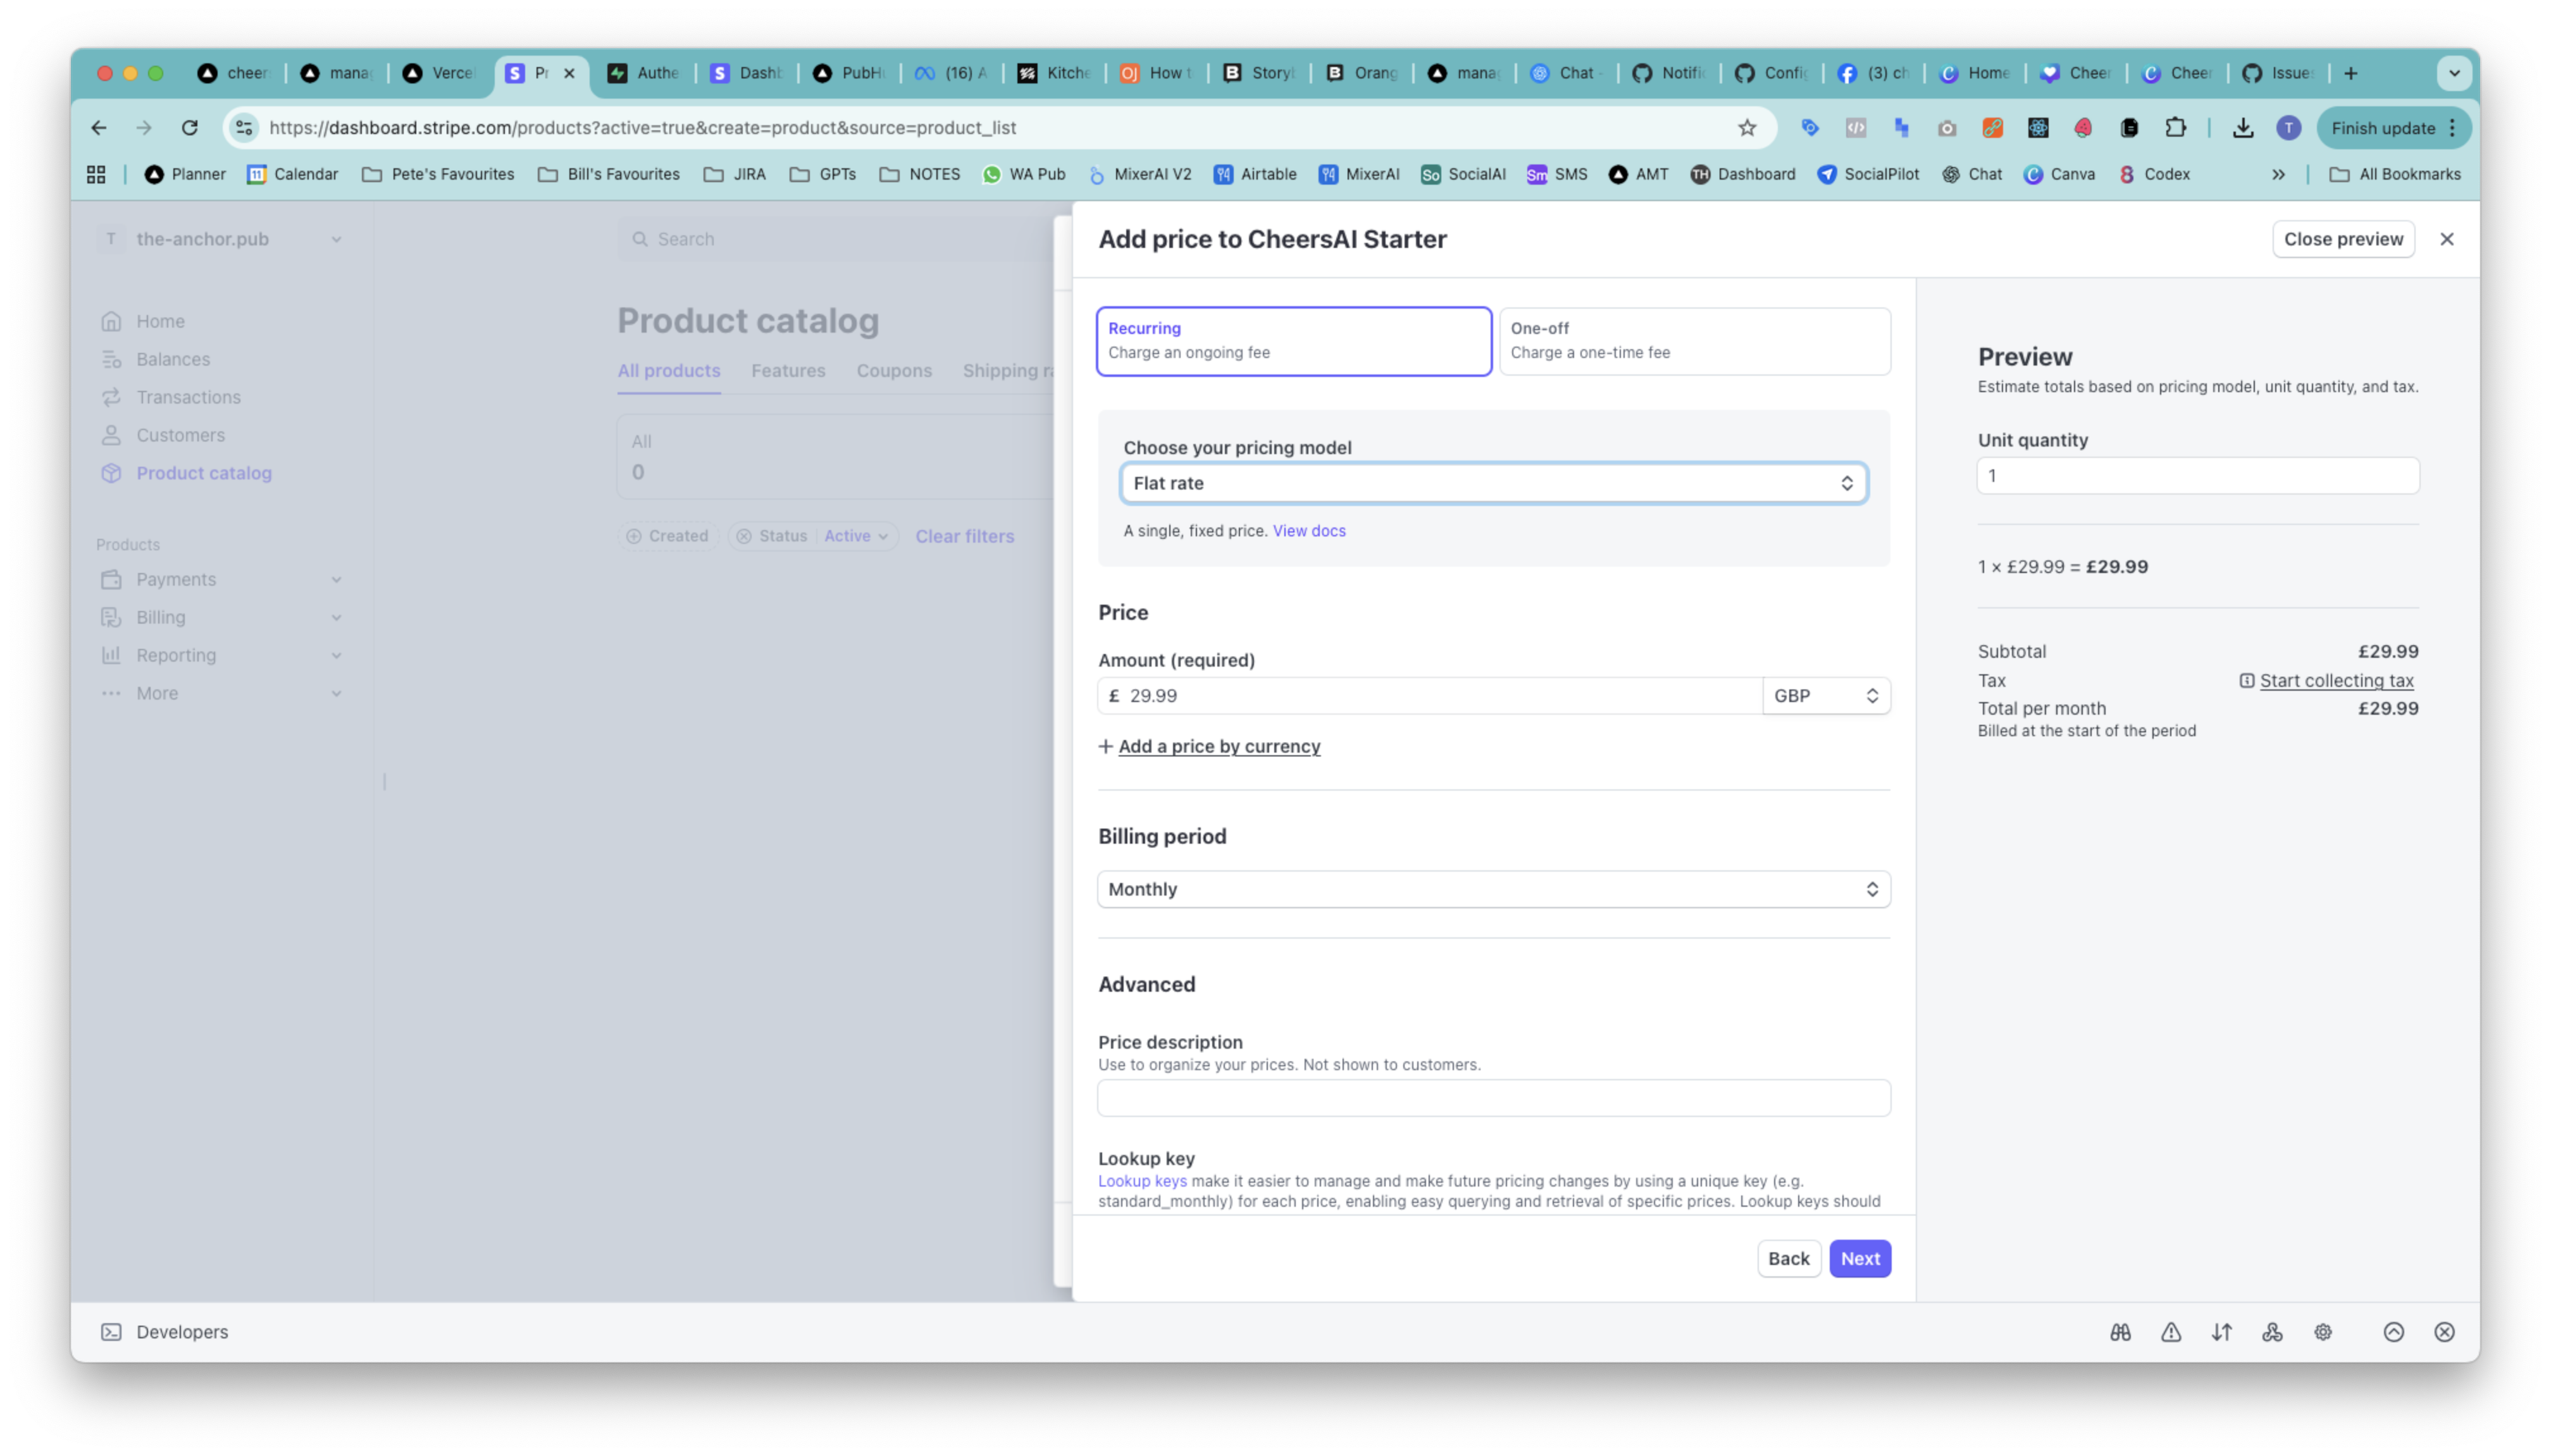 cheer
mana
Verce
Pr
Authe
Dashb
PubHu
(16) A
Kitche
How t
Storyb
Orang
mana
Chat -
Notific
Config
(3) ch
Home
Cheer
Cheer
Issues
https://dashboard.stripe.com/products?active=true&create=product&source=product_list
T
Finish update
Planner
11
Calendar
Pete's Favourites
Bill's Favourites
JIRA
GPTs
NOTES
WA Pub
MixerAI V2
Airtable
MixerAI
So
SocialAI
Sm
SMS
AMT
TH
Dashboard
SocialPilot
Chat
Canva
Codex
All Bookmarks
T
the-anchor.pub
Home
Balances
Transactions
Customers
Product catalog
Products
Payments
Billing
Reporting
More
Search
Product catalog
All products
Features
Coupons
Shipping ra
All
0
Created
Status
Active
Clear filters
Add price to CheersAI Starter
Close preview
Recurring
Charge an ongoing fee
One-off
Charge a one-time fee
Choose your pricing model
Flat rate
A single, fixed price. View docs
Price
Amount (required)
£ 29.99
GBP
+ Add a price by currency
Billing period
Monthly
Advanced
Price description
Use to organize your prices. Not shown to customers.
Lookup key
Lookup keys make it easier to manage and make future pricing changes by using a unique key (e.g.
standard_monthly) for each price, enabling easy querying and retrieval of specific prices. Lookup keys should
Back
Next
Preview
Estimate totals based on pricing model, unit quantity, and tax.
Unit quantity
1
1 × £29.99 = £29.99
Subtotal
£29.99
Tax
Start collecting tax
Total per month
£29.99
Billed at the start of the period
Developers